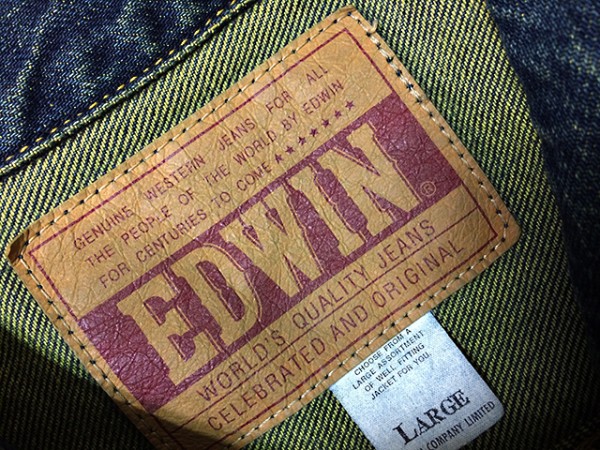 GENUINE WESTERN JEANS FOR ALL
THE PEOPLE OF THE WORLD BY EDWIN
FOR CENTURIES TO COME ★★★★★★★
EDWIN®
WORLD'S QUALITY JEANS
CELEBRATED AND ORIGINAL
CHOOSE FROM A
LARGE ASSORTMENT
OF WELL FITTING
JACKET FOR YOU.
LARGE
COMPANY LIMITED